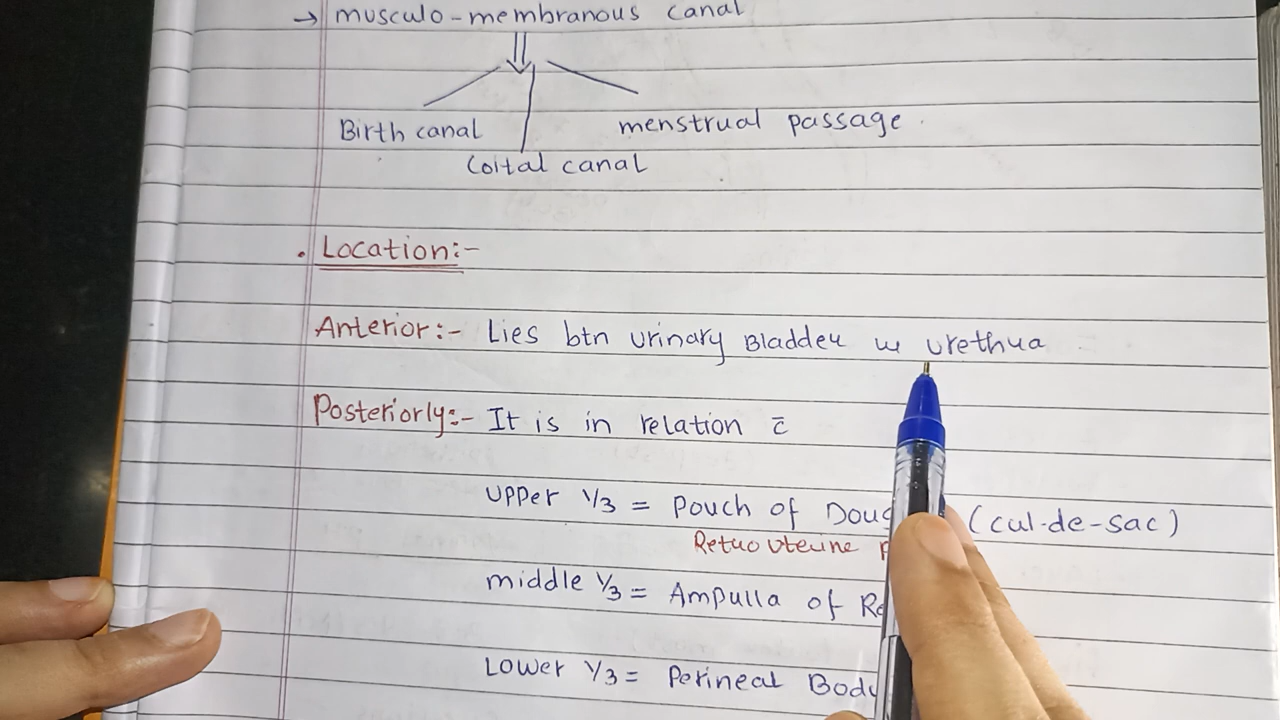 → musculo-membranous canal
Birth canal
menstrual passage.
Coital canal
. Location:-
Anterior:- Lies btn urinary Bladder w urethra
Posteriorly:- It is in relation c̄
upper 1/3 = Pouch of (cul-de-sac)
Retro uterine
middle 1/3 = Ampulla of
Lower 1/3 = Perineal Body